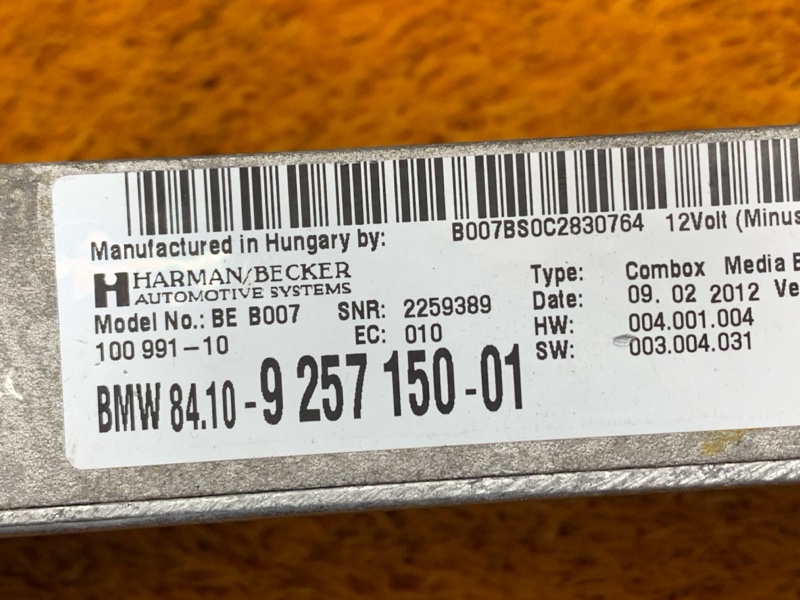 B007BS0C2830764 12Volt (Minus
Manufactured in Hungary by:
HARMAN/BECKER
AUTOMOTIVE SYSTEMS
Model No.: BE B007 SNR: 2259389
100 991-10 EC: 010
Type: Combox Media B
Date: 09. 02 2012 Ve
HW: 004.001.004
SW: 003.004.031
BMW 84.10-9 257 150-01